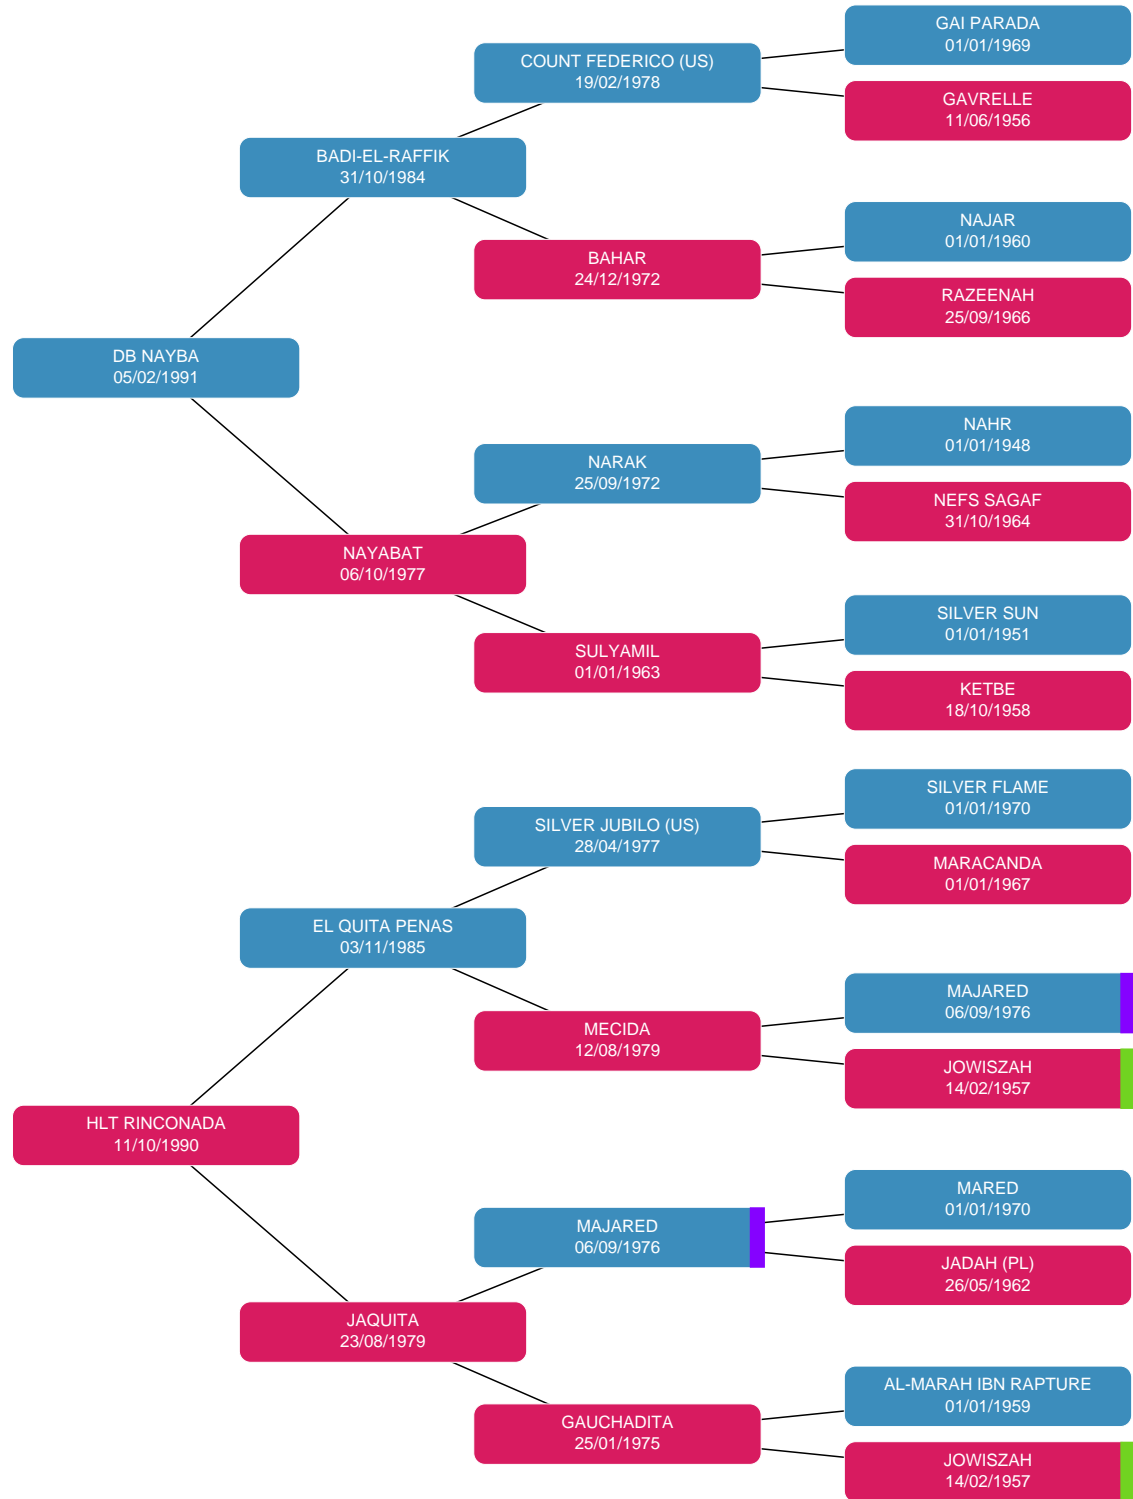 GAI PARADA
01/01/1969
COUNT FEDERICO (US)
19/02/1978
GAVRELLE
11/06/1956
BADI-EL-RAFFIK
31/10/1984
NAJAR
01/01/1960
BAHAR
24/12/1972
RAZEENAH
25/09/1966
DB NAYBA
05/02/1991
NAHR
01/01/1948
NARAK
25/09/1972
NEFS SAGAF
31/10/1964
NAYABAT
06/10/1977
SILVER SUN
01/01/1951
SULYAMIL
01/01/1963
KETBE
18/10/1958
SILVER FLAME
01/01/1970
SILVER JUBILO (US)
28/04/1977
MARACANDA
01/01/1967
EL QUITA PENAS
03/11/1985
MAJARED
06/09/1976
MECIDA
12/08/1979
JOWISZAH
14/02/1957
HLT RINCONADA
11/10/1990
MARED
01/01/1970
MAJARED
06/09/1976
JADAH (PL)
26/05/1962
JAQUITA
23/08/1979
AL-MARAH IBN RAPTURE
01/01/1959
GAUCHADITA
25/01/1975
JOWISZAH
14/02/1957